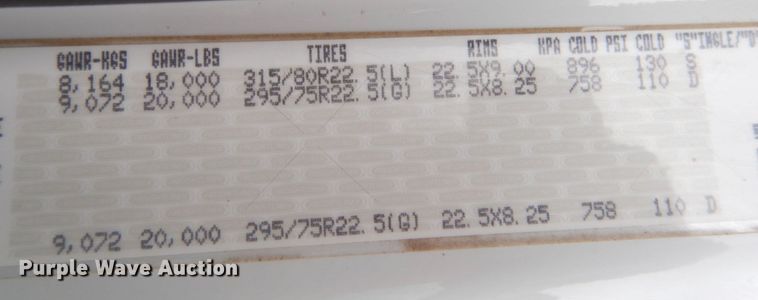 GAWR-KGS GAWR-LBS TIRES RIMS KPA COLD PSI COLD "S"INGLE/"D"
8,164 18,000 315/80R22.5(L) 22.5X9.00 896 130 S
9,072 20,000 295/75R22.5(G) 22.5X8.25 758 110 D
9,072 20,000 295/75R22.5(G) 22.5X8.25 758 110 D
Purple Wave Auction